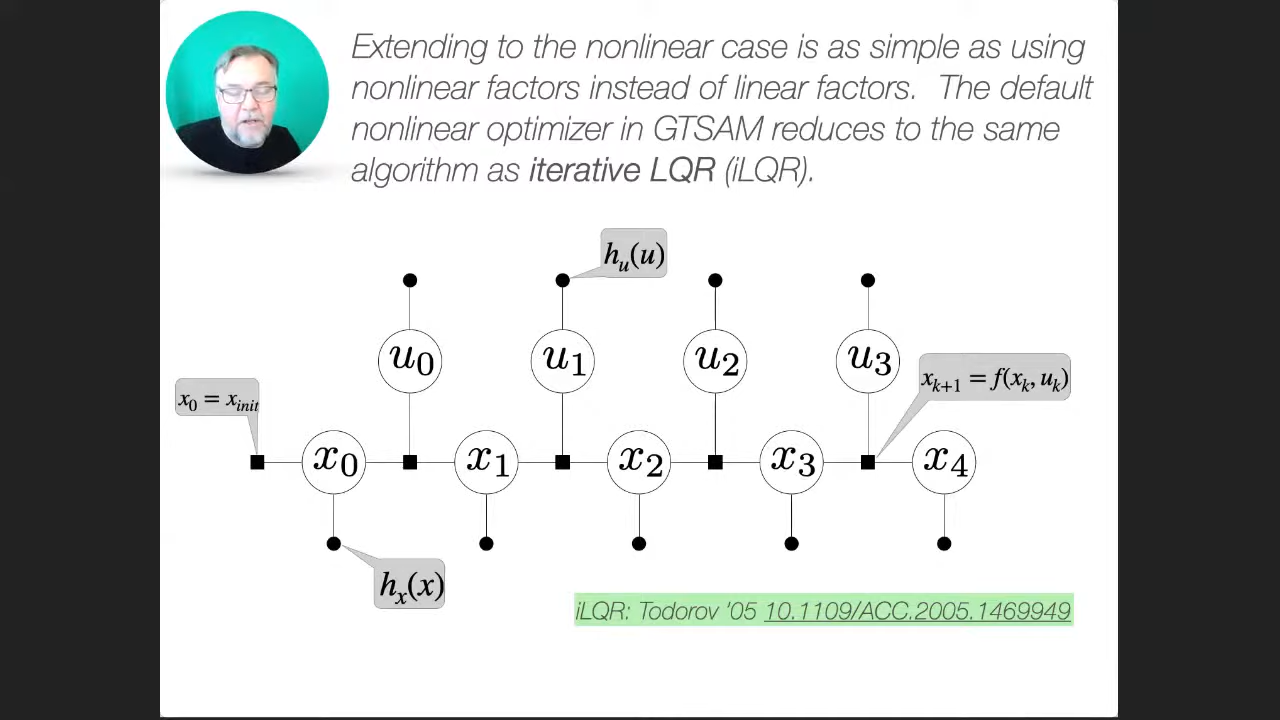 Extending to the nonlinear case is as simple as using
nonlinear factors instead of linear factors. The default
nonlinear optimizer in GTSAM reduces to the same
algorithm as iterative LQR (iLQR).
h_u(u)
u_0 u_1 u_2 u_3
x_{k+1} = f(x_k, u_k)
x_0 = x_{init}
x_0 x_1 x_2 x_3 x_4
h_x(x)
iLQR: Todorov '05 10.1109/ACC.2005.1469949